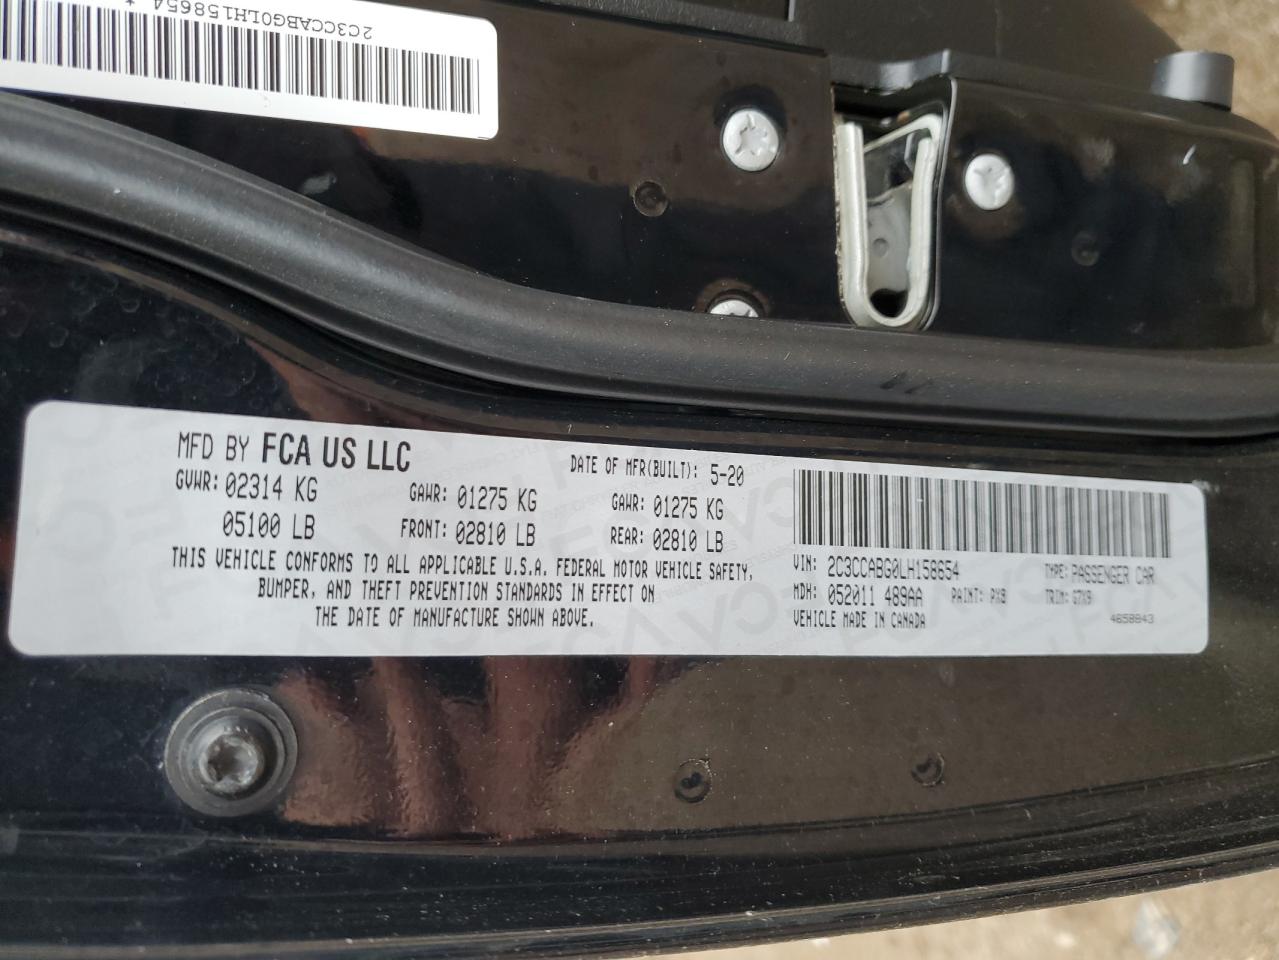 2C3CCABG0LH158654 *
MFD BY FCA US LLC
DATE OF MFR(BUILT): 5-20
GVWR: 02314 KG GAWR: 01275 KG GAWR: 01275 KG
05100 LB FRONT: 02810 LB REAR: 02810 LB
THIS VEHICLE CONFORMS TO ALL APPLICABLE U.S.A. FEDERAL MOTOR VEHICLE SAFETY,
BUMPER, AND THEFT PREVENTION STANDARDS IN EFFECT ON
THE DATE OF MANUFACTURE SHOWN ABOVE.
VIN: 2C3CCABG0LH158654 TYPE: PASSENGER CAR
MDH: 052011 489AA PAINT: PX8 TRIM: G7X9
VEHICLE MADE IN CANADA 4658843